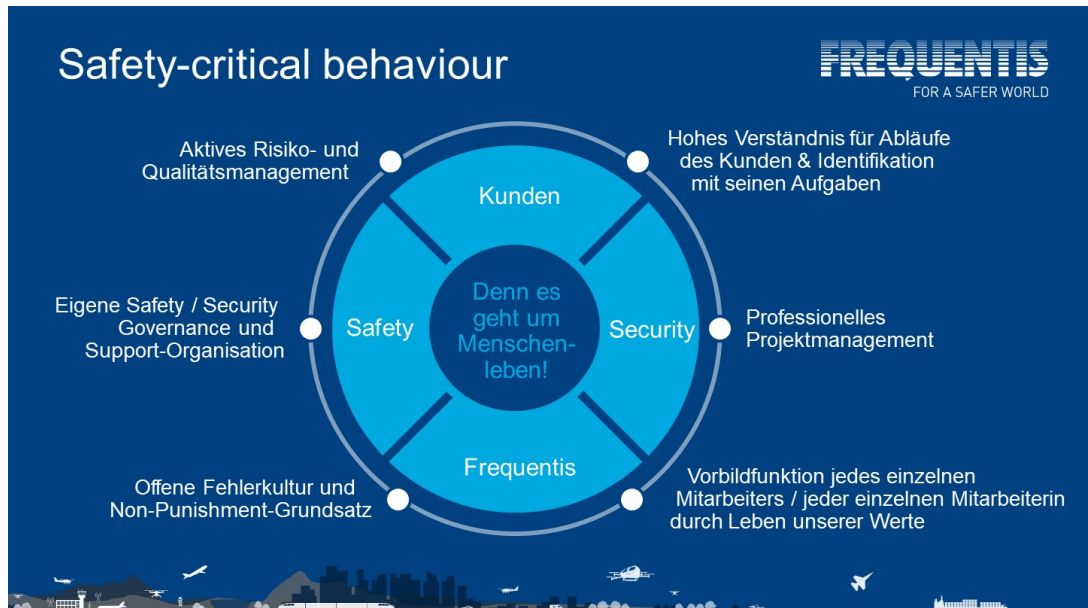 Safety-critical behaviour
FREQUENTIS
FOR A SAFER WORLD
Aktives Risiko- und
Qualitätsmanagement
Hohes Verständnis für Abläufe
des Kunden & Identifikation
mit seinen Aufgaben
Kunden
Eigene Safety / Security
Governance und
Support-Organisation
Safety
Denn es
geht um
Menschen-
leben!
Security
Professionelles
Projektmanagement
Frequentis
Offene Fehlerkultur und
Non-Punishment-Grundsatz
Vorbildfunktion jedes einzelnen
Mitarbeiters / jeder einzelnen Mitarbeiterin
durch Leben unserer Werte